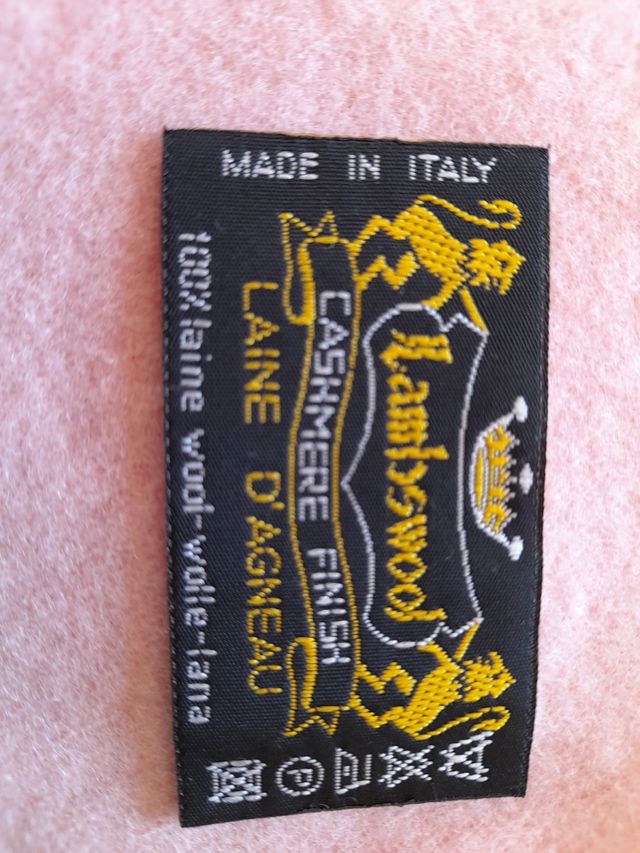 Lambswool
CASHMERE FINISH
LAINE D'AGNEAU
100% laine wool-wolle-lana
MADE IN ITALY
P